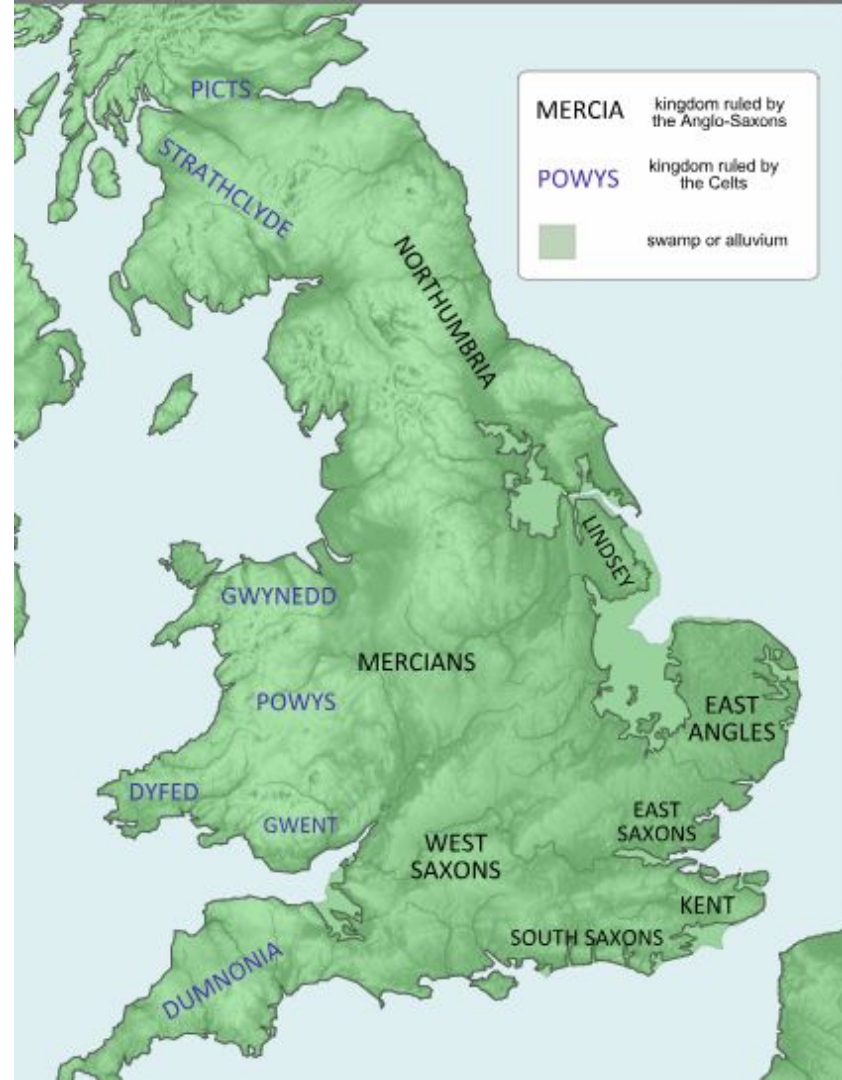 PICTS
STRATHCLYDE
MERCIA
kingdom ruled by
the Anglo-Saxons
POWYS
kingdom ruled by
the Celts
swamp or alluvium
NORTHUMBRIA
LINDSEY
GWYNEDD
MERCIANS
POWYS
EAST
ANGLES
DYFED
GWENT
EAST
SAXONS
WEST
SAXONS
KENT
SOUTH SAXONS
DUMNONIA